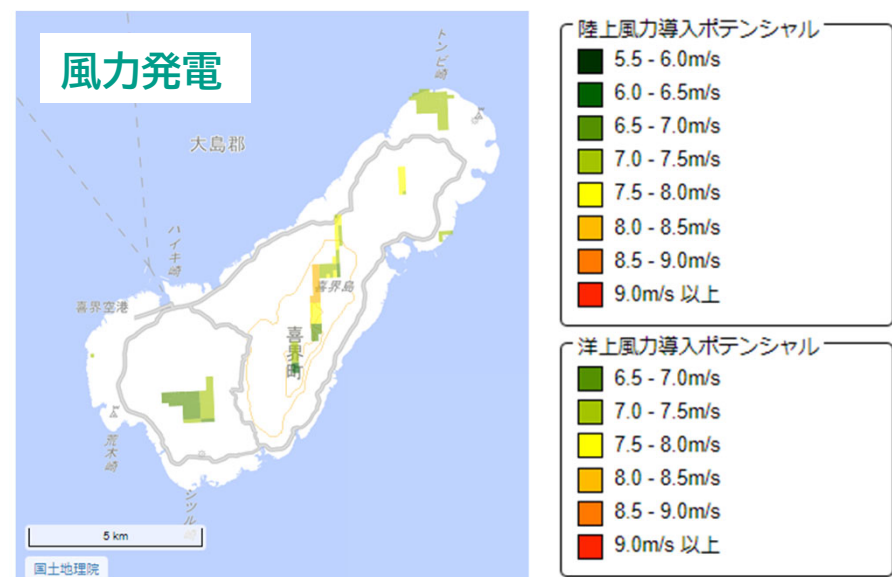 風力発電
トンビ崎
大島郡
ハイキ崎
喜界島
喜界空港
喜界町
荒木崎
シツル崎
5 km
国土地理院
陸上風力導入ポテンシャル
5.5 - 6.0m/s
6.0 - 6.5m/s
6.5 - 7.0m/s
7.0 - 7.5m/s
7.5 - 8.0m/s
8.0 - 8.5m/s
8.5 - 9.0m/s
9.0m/s 以上
洋上風力導入ポテンシャル
6.5 - 7.0m/s
7.0 - 7.5m/s
7.5 - 8.0m/s
8.0 - 8.5m/s
8.5 - 9.0m/s
9.0m/s 以上